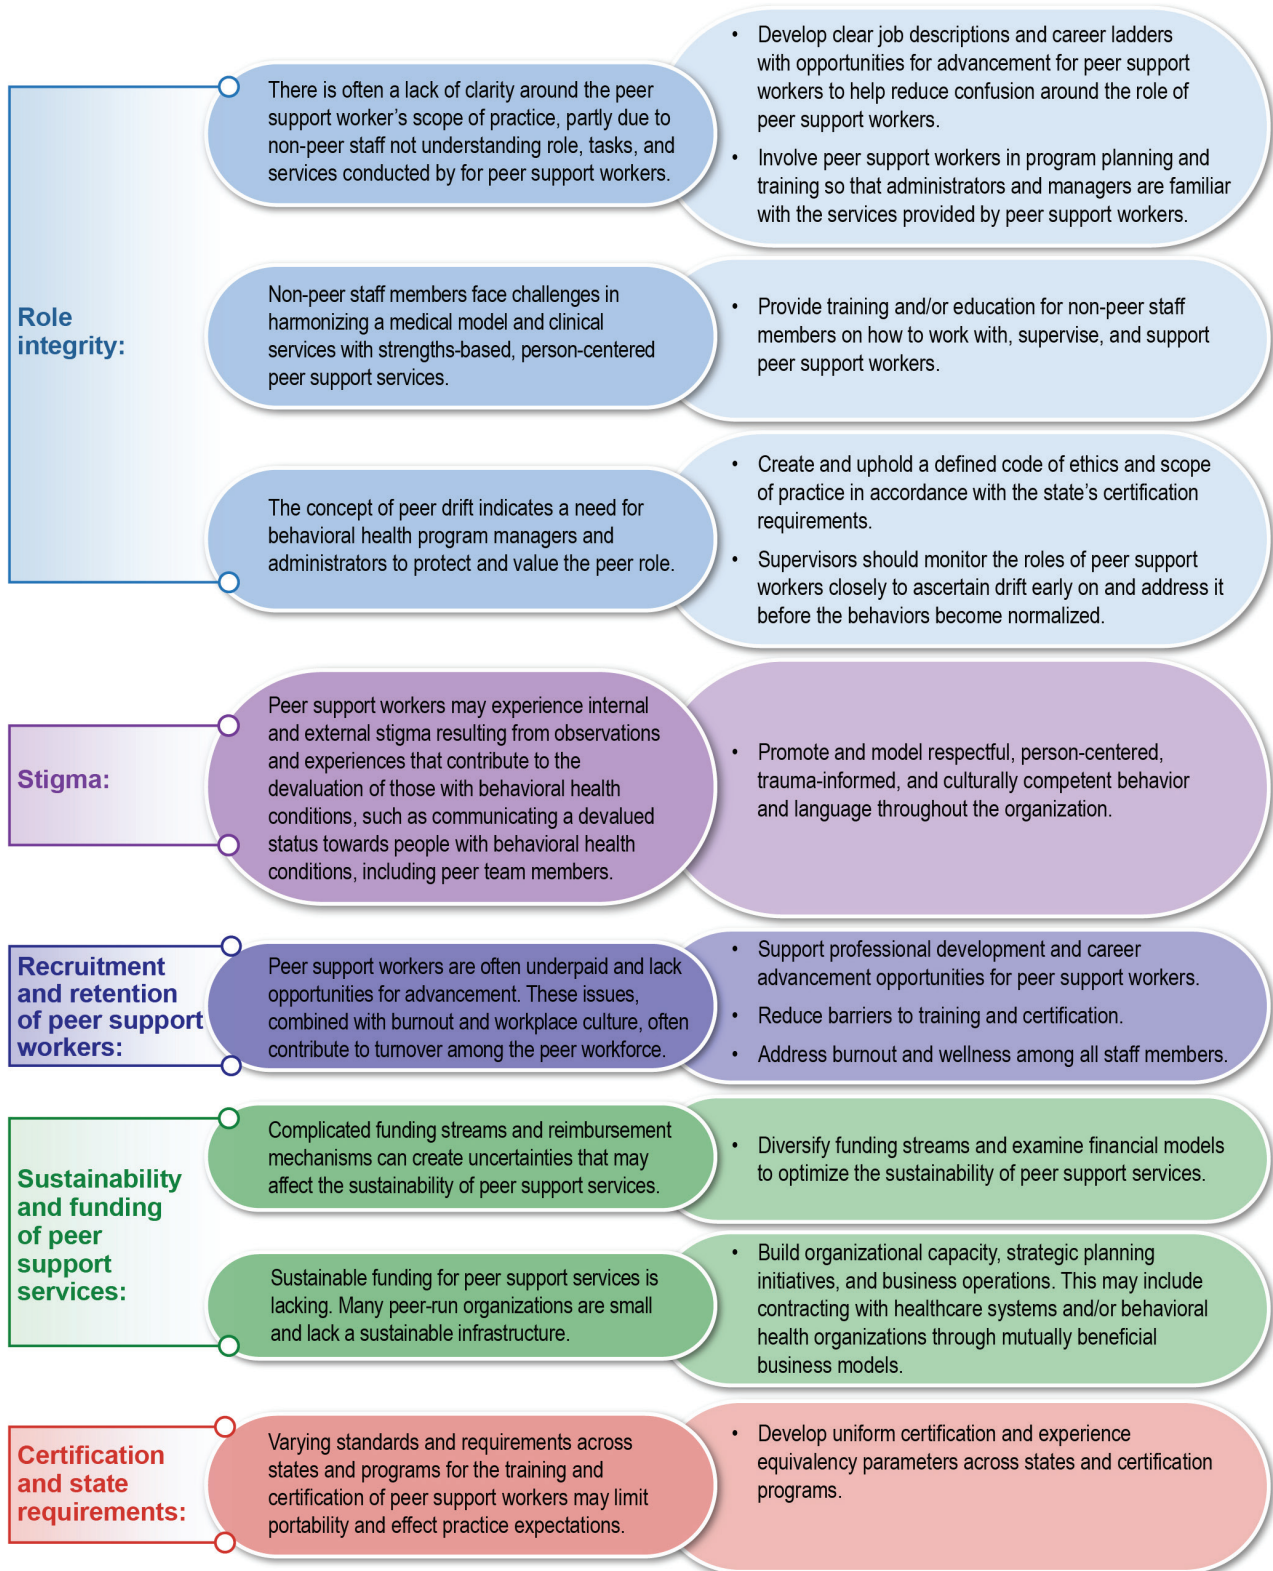 Role
integrity:
There is often a lack of clarity around the peer
support worker's scope of practice, partly due to
non-peer staff not understanding role, tasks, and
services conducted by for peer support workers.
• Develop clear job descriptions and career ladders
with opportunities for advancement for peer support
workers to help reduce confusion around the role of
peer support workers.
• Involve peer support workers in program planning and
training so that administrators and managers are familiar
with the services provided by peer support workers.
Non-peer staff members face challenges in
harmonizing a medical model and clinical
services with strengths-based, person-centered
peer support services.
• Provide training and/or education for non-peer staff
members on how to work with, supervise, and support
peer support workers.
The concept of peer drift indicates a need for
behavioral health program managers and
administrators to protect and value the peer role.
• Create and uphold a defined code of ethics and scope
of practice in accordance with the state's certification
requirements.
• Supervisors should monitor the roles of peer support
workers closely to ascertain drift early on and address it
before the behaviors become normalized.
Stigma:
Peer support workers may experience internal
and external stigma resulting from observations
and experiences that contribute to the
devaluation of those with behavioral health
conditions, such as communicating a devalued
status towards people with behavioral health
conditions, including peer team members.
• Promote and model respectful, person-centered,
trauma-informed, and culturally competent behavior
and language throughout the organization.
Recruitment
and retention
of peer support
workers:
Peer support workers are often underpaid and lack
opportunities for advancement. These issues,
combined with burnout and workplace culture, often
contribute to turnover among the peer workforce.
• Support professional development and career
advancement opportunities for peer support workers.
• Reduce barriers to training and certification.
• Address burnout and wellness among all staff members.
Sustainability
and funding
of peer
support
services:
Complicated funding streams and reimbursement
mechanisms can create uncertainties that may
affect the sustainability of peer support services.
• Diversify funding streams and examine financial models
to optimize the sustainability of peer support services.
Sustainable funding for peer support services is
lacking. Many peer-run organizations are small
and lack a sustainable infrastructure.
• Build organizational capacity, strategic planning
initiatives, and business operations. This may include
contracting with healthcare systems and/or behavioral
health organizations through mutually beneficial
business models.
Certification
and state
requirements:
Varying standards and requirements across
states and programs for the training and
certification of peer support workers may limit
portability and effect practice expectations.
• Develop uniform certification and experience
equivalency parameters across states and certification
programs.